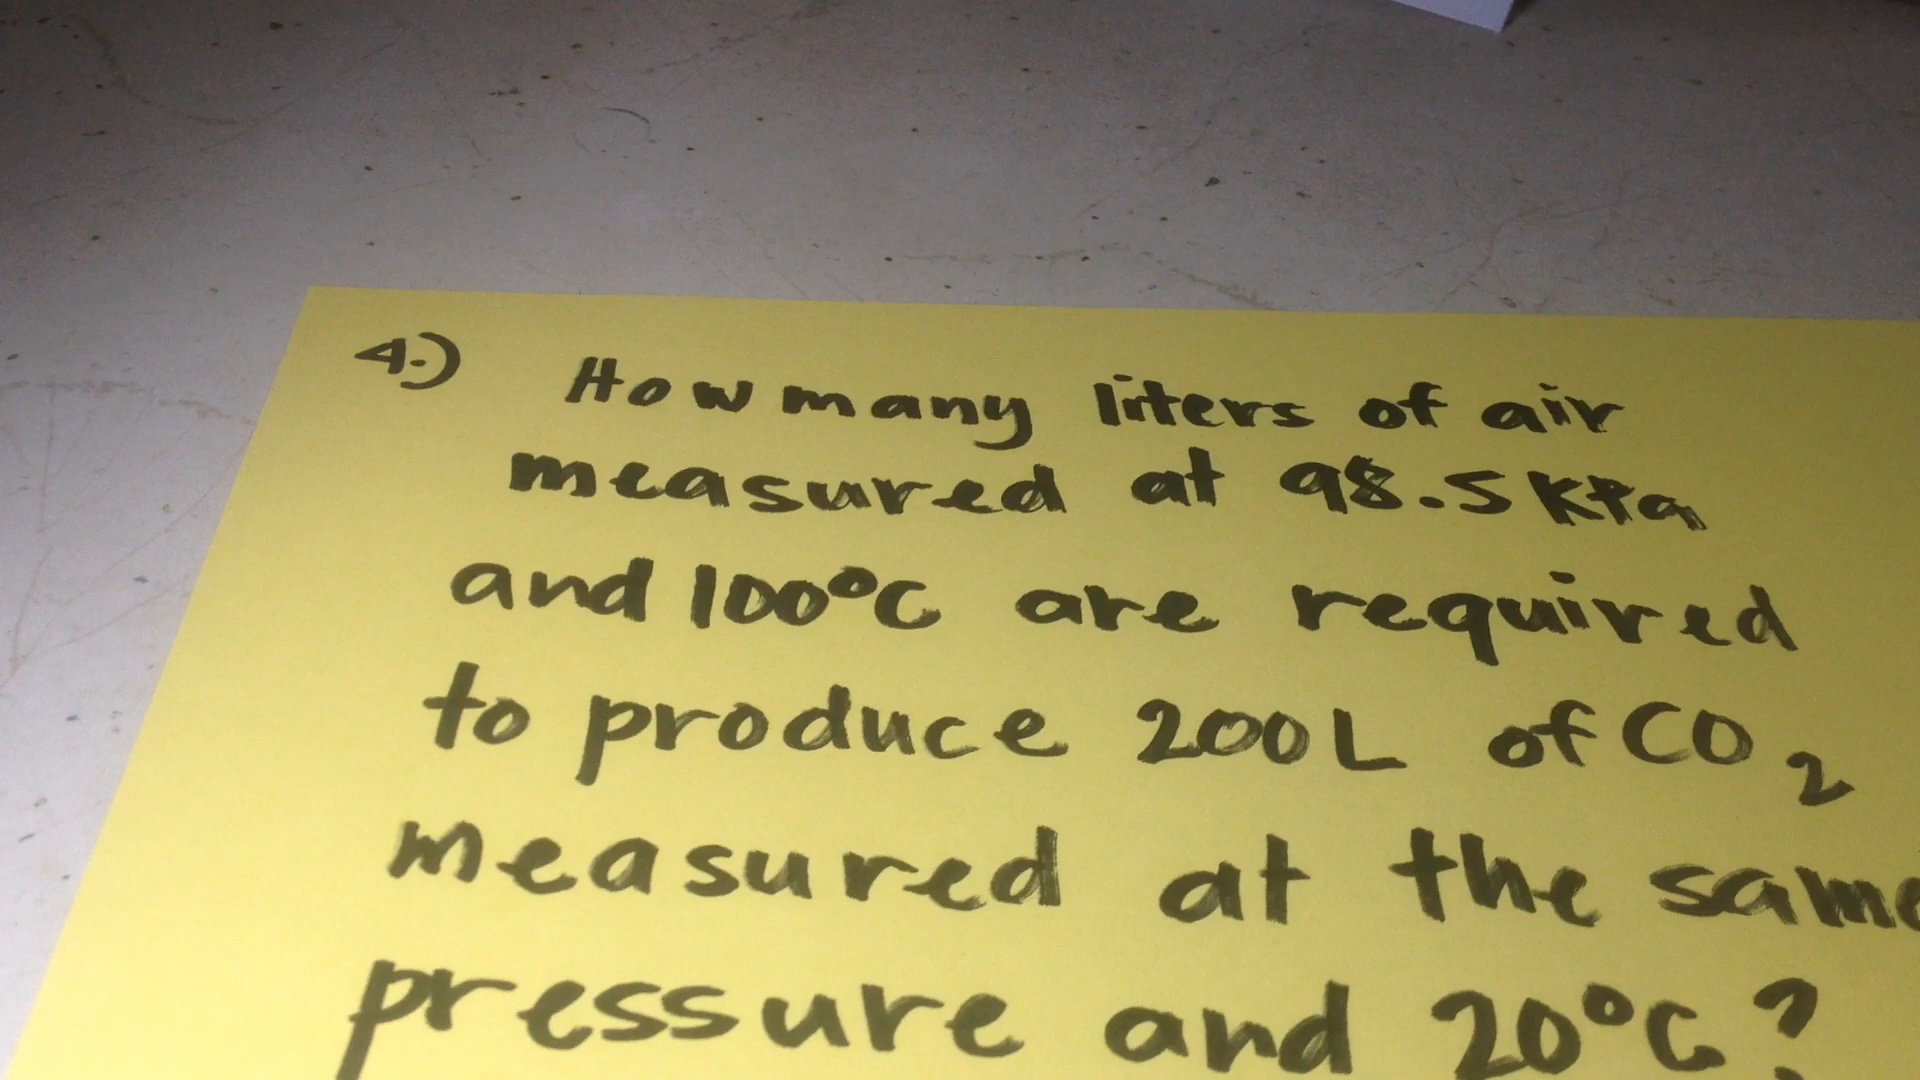 4.) How many liters of air
measured at 98.5 kPa
and 100°C are required
to produce 200L of CO2
measured at the same
pressure and 20°C?